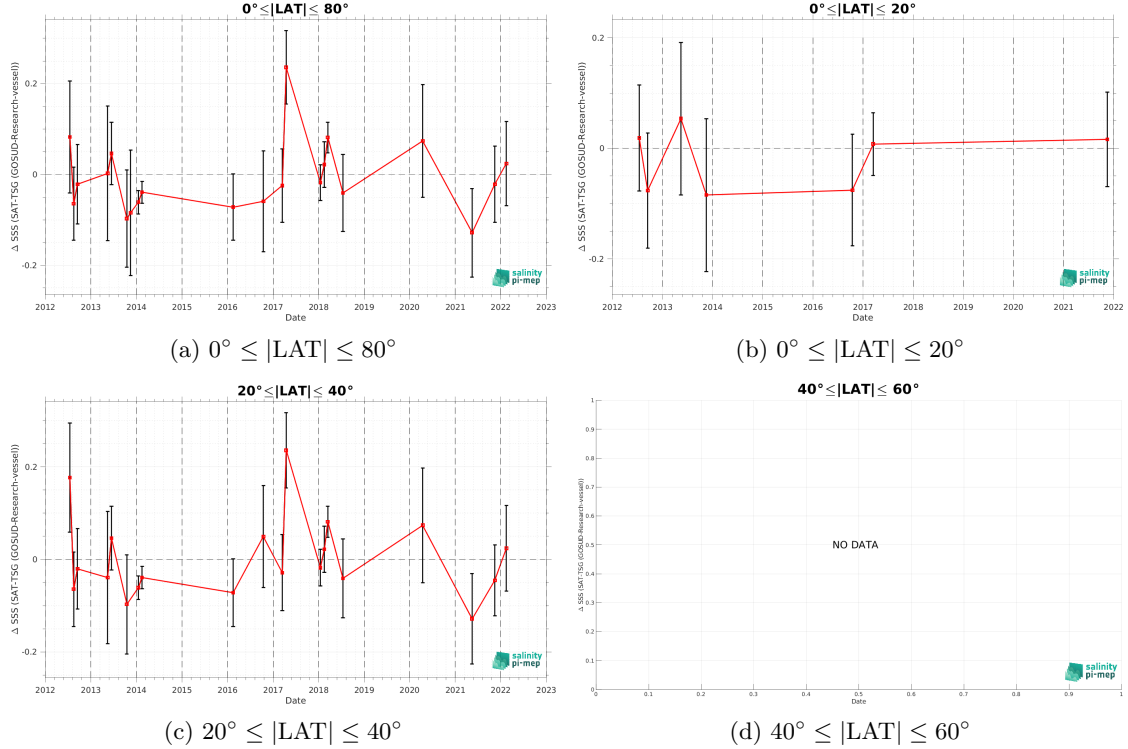 0°≤|LAT|≤ 80°
Δ SSS (SAT-TSG (GOSUD-Research-vessel))
0.2
0
-0.2
2012 2013 2014 2015 2016 2017 2018 2019 2020 2021 2022 2023
Date
salinity
pi-mep
(a) 0° ≤ |LAT| ≤ 80°
0°≤|LAT|≤ 20°
Δ SSS (SAT-TSG (GOSUD-Research-vessel))
0.2
0
-0.2
2012 2013 2014 2015 2016 2017 2018 2019 2020 2021 2022
Date
salinity
pi-mep
(b) 0° ≤ |LAT| ≤ 20°
20°≤|LAT|≤ 40°
Δ SSS (SAT-TSG (GOSUD-Research-vessel))
0.2
0
-0.2
2012 2013 2014 2015 2016 2017 2018 2019 2020 2021 2022 2023
Date
salinity
pi-mep
(c) 20° ≤ |LAT| ≤ 40°
40°≤|LAT|≤ 60°
Δ SSS (SAT-TSG (GOSUD-Research-vessel))
1
0.9
0.8
0.7
0.6
0.5
0.4
0.3
0.2
0.1
0
NO DATA
0 0.1 0.2 0.3 0.4 0.5 0.6 0.7 0.8 0.9 1
Date
salinity
pi-mep
(d) 40° ≤ |LAT| ≤ 60°